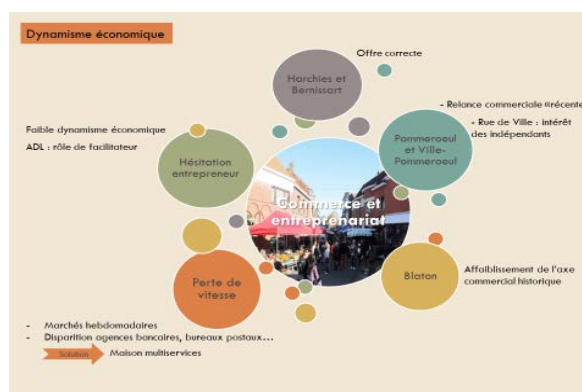 Dynamisme économique
Offre correcte
Harchies et
Bernissart
- Relance commerciale «récente
- Rue de Ville : intérêt
des indépendants
Pommeroeul
et Ville-
Pommeroeul
Faible dynamisme économique
ADL : rôle de facilitateur
Hésitation
entrepreneur
Commerce et
entreprenariat
Perte de
vitesse
Blaton
Affaiblissement de l'axe
commercial historique
- Marchés hebdomadaires
- Disparition agences bancaires, bureaux postaux...
Solution
Maison multiservices